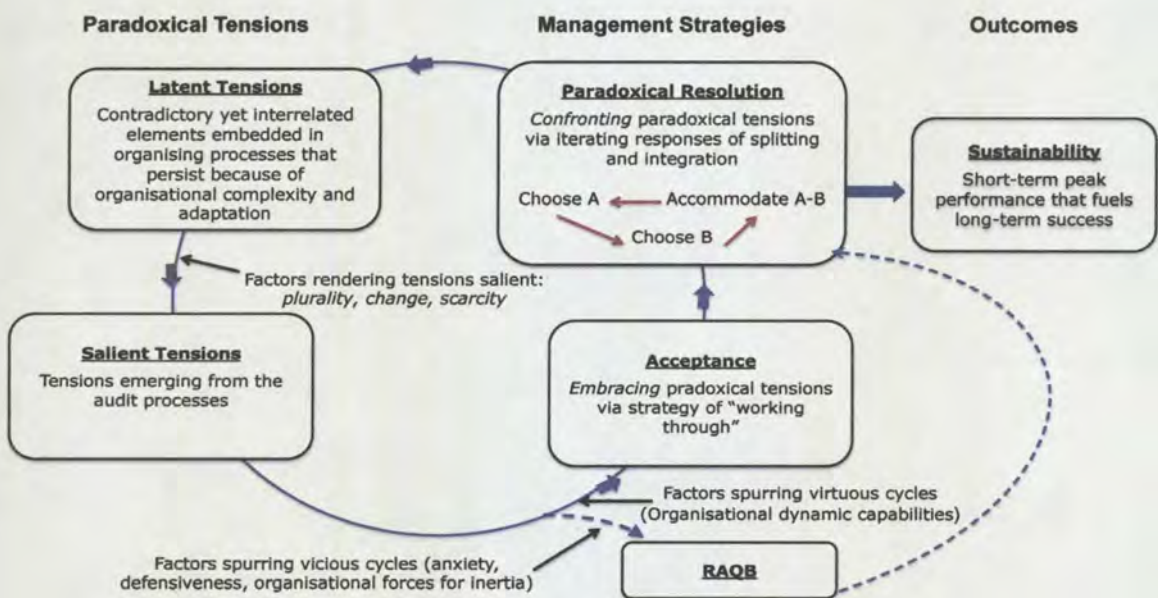 Paradoxical Tensions
Management Strategies
Outcomes
Latent Tensions
Contradictory yet interrelated
elements embedded in
organising processes that
persist because of
organisational complexity and
adaptation
Paradoxical Resolution
Confronting paradoxical tensions
via iterating responses of splitting
and integration
Choose A
Accommodate A-B
Choose B
Sustainability
Short-term peak
performance that fuels
long-term success
Factors rendering tensions salient:
plurality, change, scarcity
Salient Tensions
Tensions emerging from the
audit processes
Acceptance
Embracing pradoxical tensions
via strategy of "working
through"
Factors spurring virtuous cycles
(Organisational dynamic capabilities)
Factors spurring vicious cycles (anxiety,
defensiveness, organisational forces for inertia)
RAQB